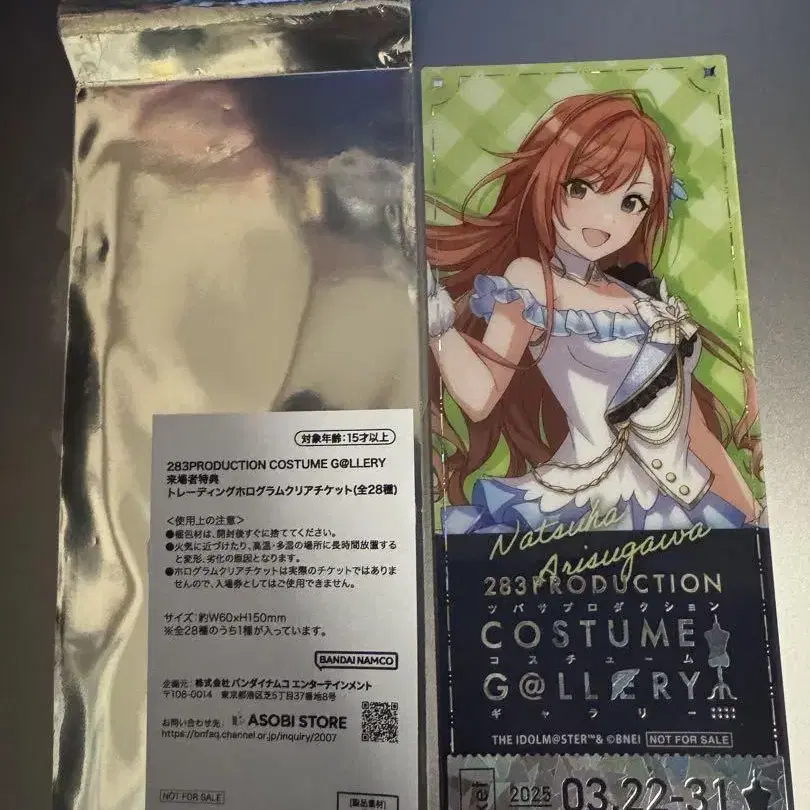 対象年齢:15才以上
283PRODUCTION COSTUME G@LLERY
来場者特典
トレーディングホログラムクリアチケット(全28種)
<使用上の注意>
●梱包材は、開封後すぐに捨ててください。
●火気に近づけたり、高温・多湿の場所に長時間放置する
と変形、劣化の原因となります。
●ホログラムクリアチケットは実際のチケットではありま
せんので、入場券としてはご使用できません。
サイズ:約W60×H150mm
※全28種のうち1種が入っています。
BANDAI NAMCO
企画元:株式会社 バンダイナムコ エンターテインメント
〒108-0014 東京都港区芝5丁目37番地8号
お問い合わせ先: ASOBI STORE
https://bnfaq.channel.or.jp/inquiry/2007
NOT FOR SALE
[製品素材]
Natsuha
Arisugawa
283PRODUCTION
ツバサプロダクション
COSTUME
コスチューム
G@LLERY
ギャラリー
THE IDOLM@STER™& ©BNEI NOT FOR SALE
2025 03.22-31